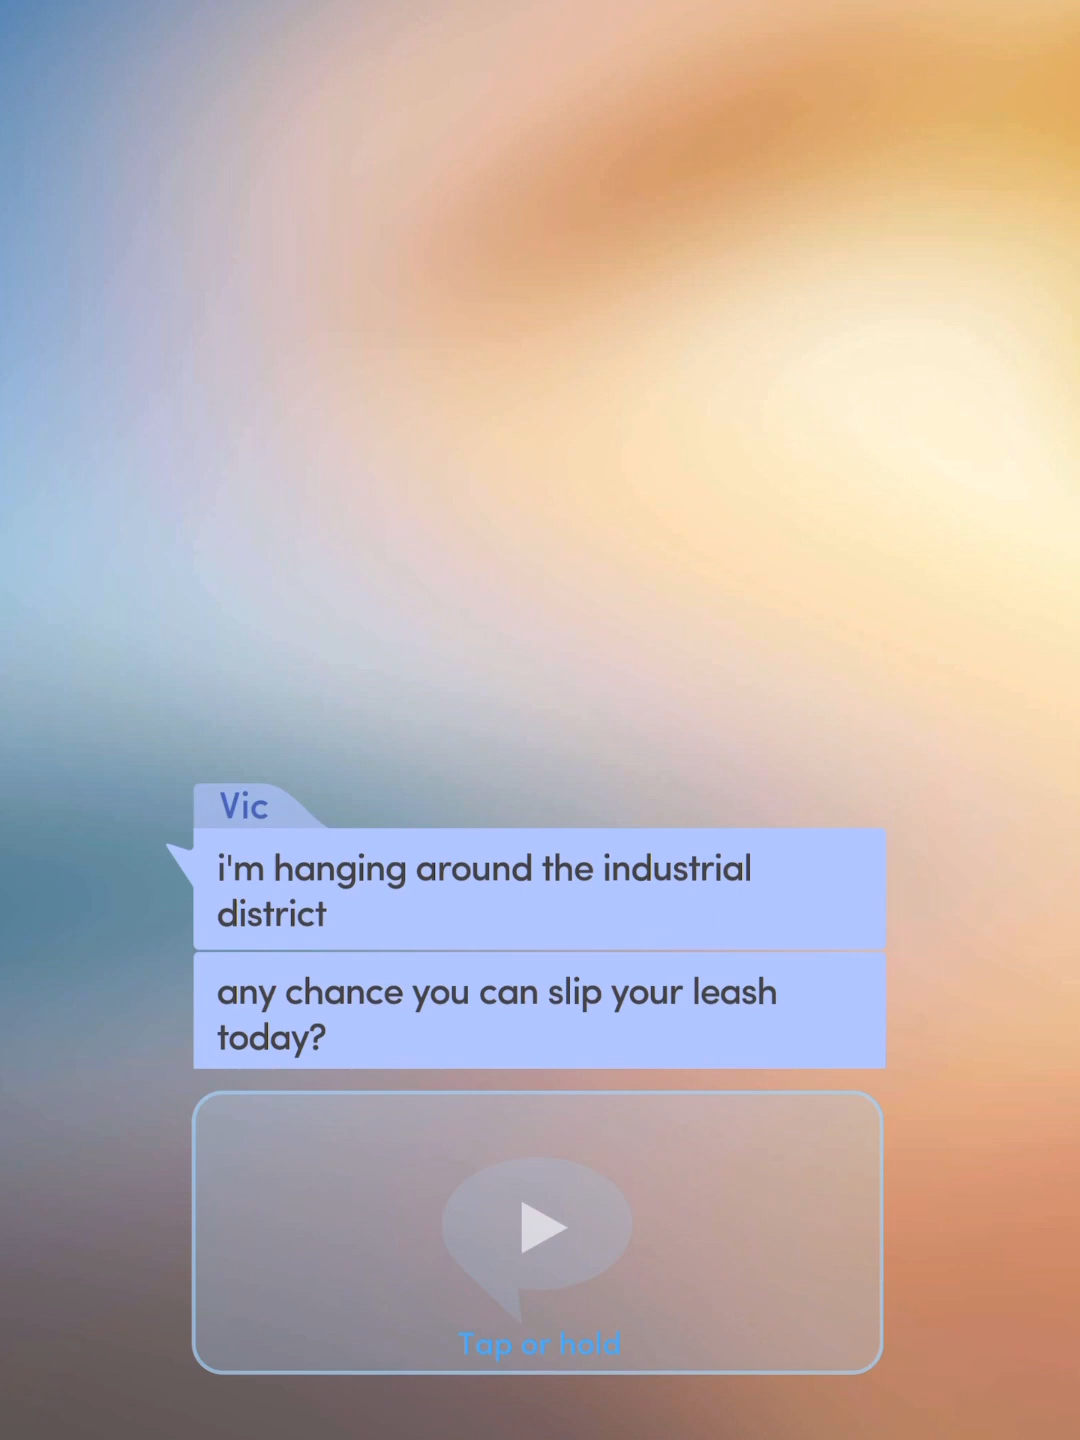 Vic
i'm hanging around the industrial
district
any chance you can slip your leash
today?
Tap or hold